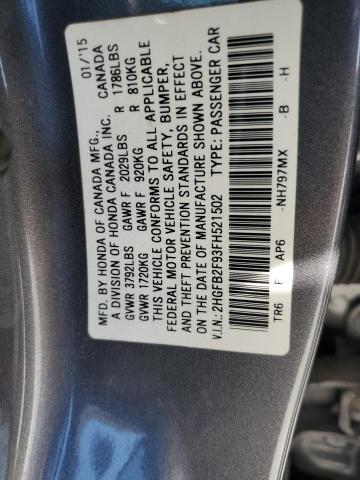 MFD. BY HONDA OF CANADA MFG., 01/'15
A DIVISION OF HONDA CANADA INC. CANADA
GVWR 3792LBS GAWR F 2029LBS R 1786LBS
GVWR 1720KG GAWR F 920KG R 810KG
THIS VEHICLE CONFORMS TO ALL APPLICABLE
FEDERAL MOTOR VEHICLE SAFETY, BUMPER,
AND THEFT PREVENTION STANDARDS IN EFFECT
ON THE DATE OF MANUFACTURE SHOWN ABOVE.
V.I.N.: 2HGFB2F93FH521502 TYPE: PASSENGER CAR
TR6 F AP6 -NH797MX -B -H